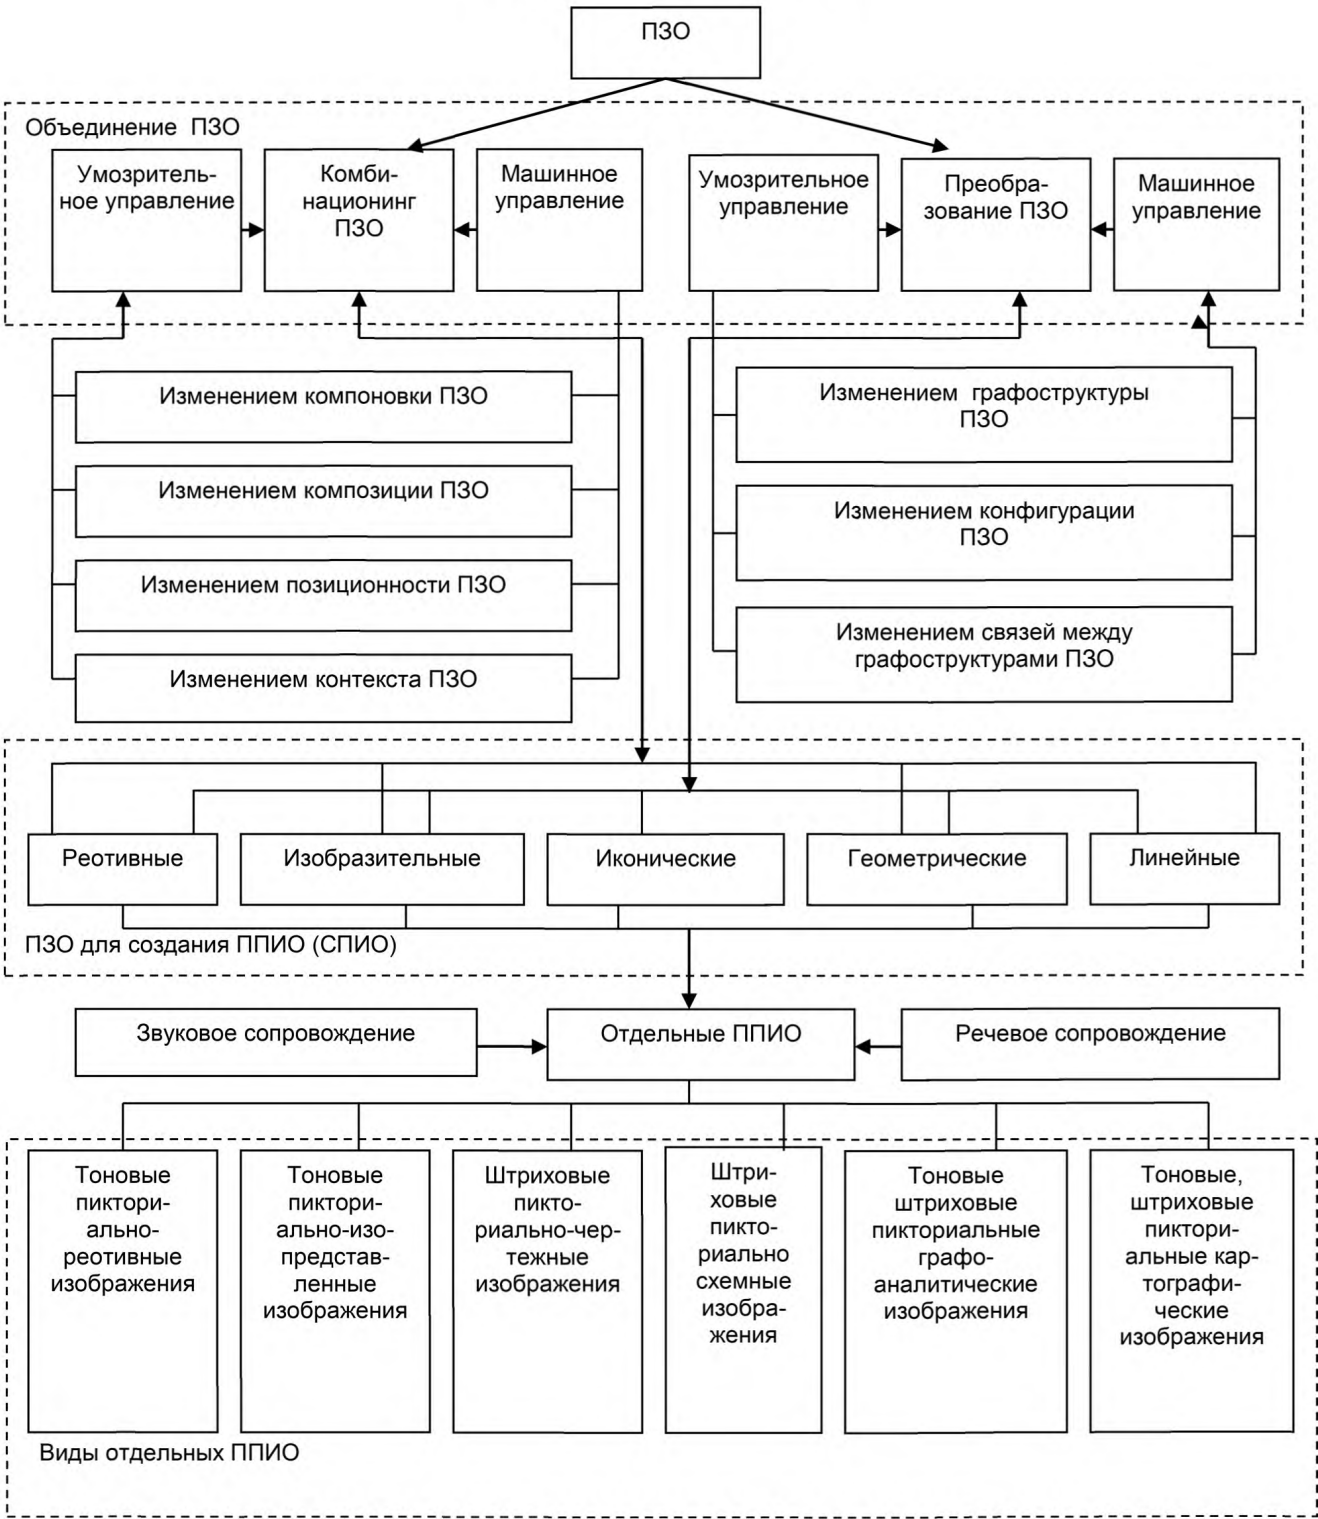 ПЗО
Объединение ПЗО
Умозритель-
ное управление
Комби-
национинг
ПЗО
Машинное
управление
Умозрительное
управление
Преобра-
зование ПЗО
Машинное
управление
Изменением компоновки ПЗО
Изменением композиции ПЗО
Изменением позиционности ПЗО
Изменением контекста ПЗО
Изменением графоструктуры
ПЗО
Изменением конфигурации
ПЗО
Изменением связей между
графоструктурами ПЗО
Реотивные
Изобразительные
Иконические
Геометрические
Линейные
ПЗО для создания ППИО (СПИО)
Звуковое сопровождение
Отдельные ППИО
Речевое сопровождение
Тоновые
пиктори-
ально-
реотивные
изображения
Тоновые
пиктори-
ально-изо-
представ-
ленные
изображения
Штриховые
пикто-
риально-чер-
тежные
изображения
Штри-
ховые
пикто-
риально
схемные
изобра-
жения
Тоновые
штриховые
пикториальные
графо-
аналитические
изображения
Тоновые,
штриховые
пиктори-
альные кар-
тографи-
ческие
изображения
Виды отдельных ППИО